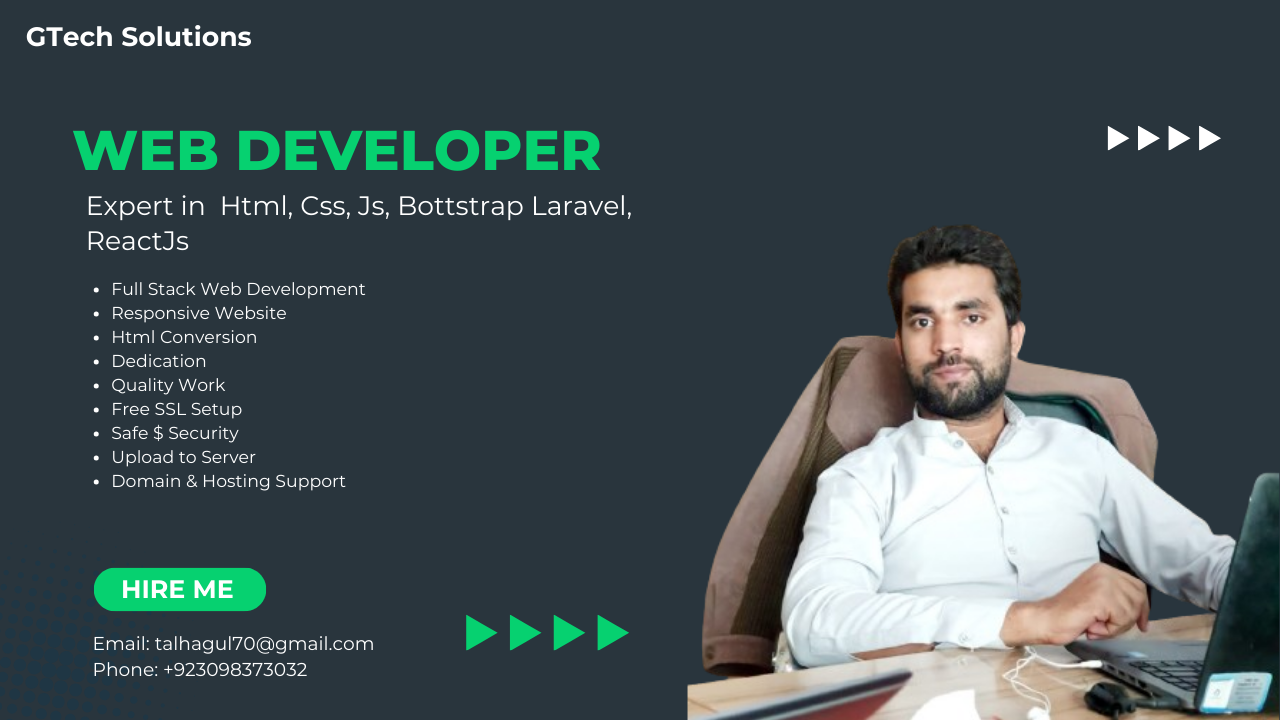 GTech Solutions
WEB DEVELOPER
Expert in Html, Css, Js, Bottstrap Laravel,
ReactJs
Full Stack Web Development
Responsive Website
Html Conversion
Dedication
Quality Work
Free SSL Setup
Safe $ Security
Upload to Server
Domain & Hosting Support
HIRE ME
Email: talhagul70@gmail.com
Phone: +923098373032